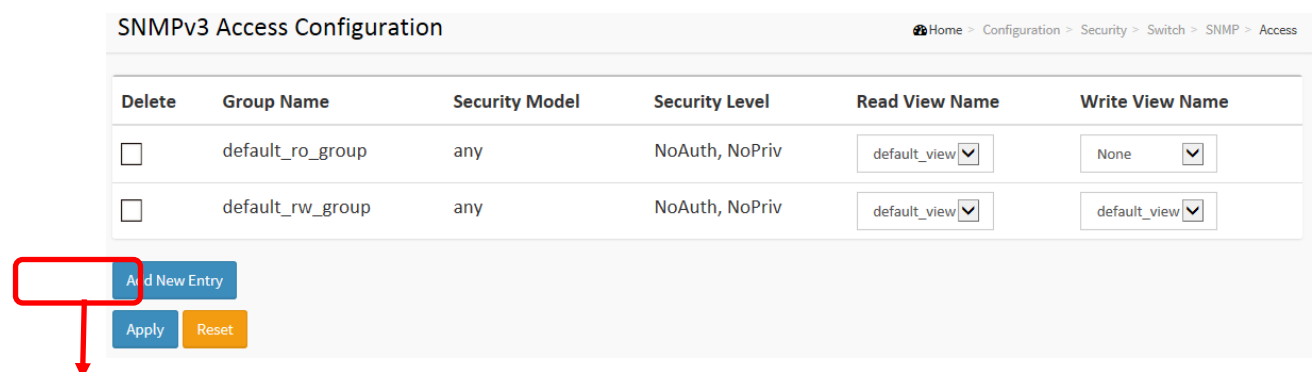 SNMPv3 Access Configuration
Home > Configuration > Security > Switch > SNMP > Access
Delete Group Name Security Model Security Level Read View Name Write View Name
default_ro_group any NoAuth, NoPriv default_view None
default_rw_group any NoAuth, NoPriv default_view default_view
Add New Entry
Apply Reset